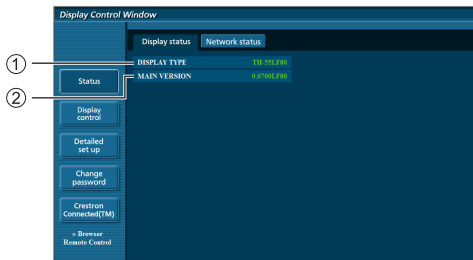 Display Control Window
Display status
Network status
① DISPLAY TYPE TH-55LF80
② MAIN VERSION 0.0700LF80
Status
Display
control
Detailed
set up
Change
password
Crestron
Connected(TM)
» Browser
Remote Control